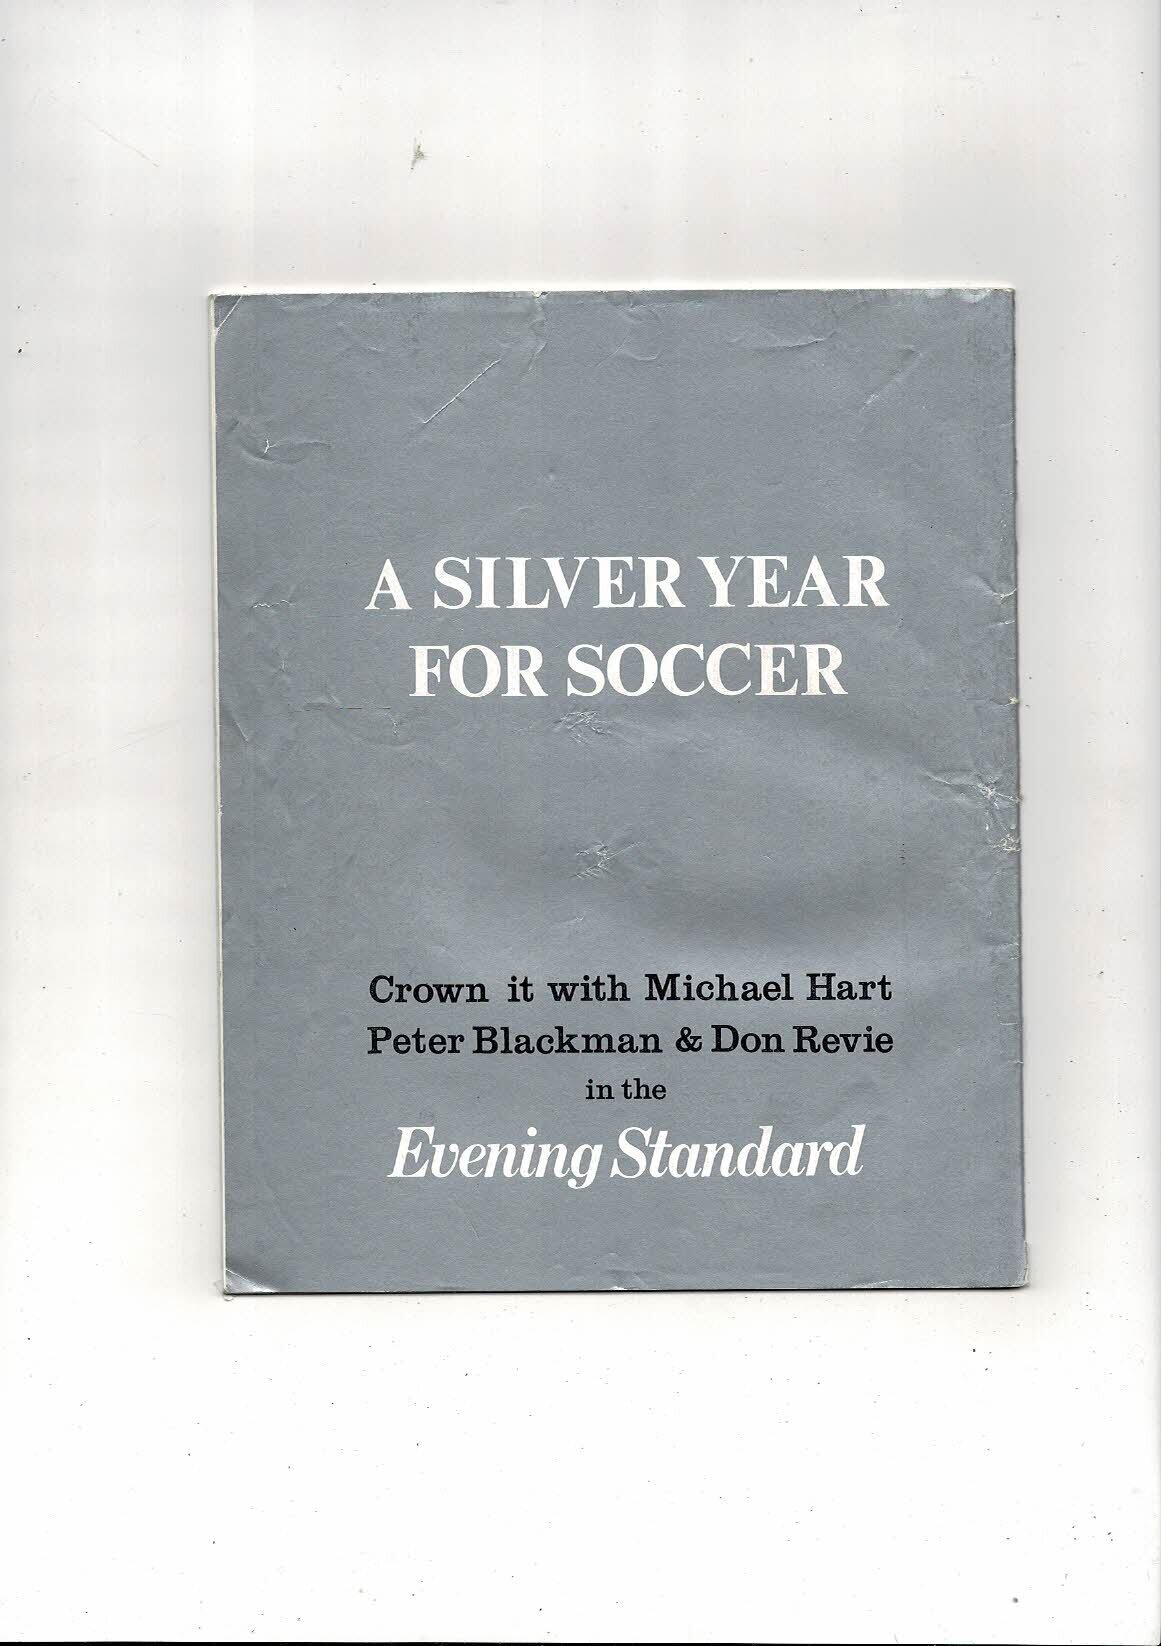 A SILVER YEAR
FOR SOCCER
Crown it with Michael Hart
Peter Blackman & Don Revie
in the
Evening Standard